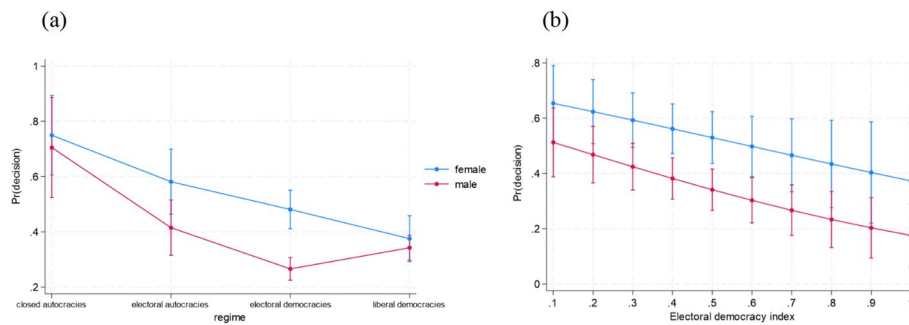 (a)
(b)
1
.8
.6
.4
.2
Pr(decision)
closed autocracies electoral autocracies electoral democracies liberal democracies
regime
female
male
.8
.6
.4
.2
0
Pr(decision)
.1 .2 .3 .4 .5 .6 .7 .8 .9
Electoral democracy index